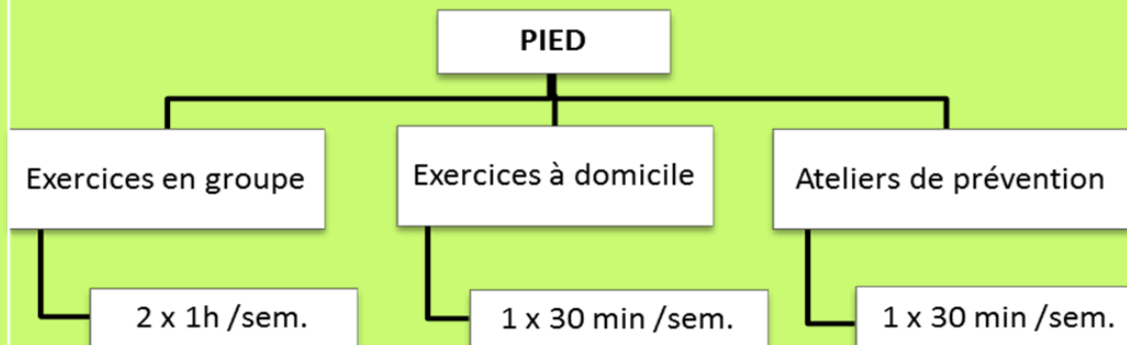 PIED
Exercices en groupe
Exercices à domicile
Ateliers de prévention
2 x 1h /sem.
1 x 30 min /sem.
1 x 30 min /sem.